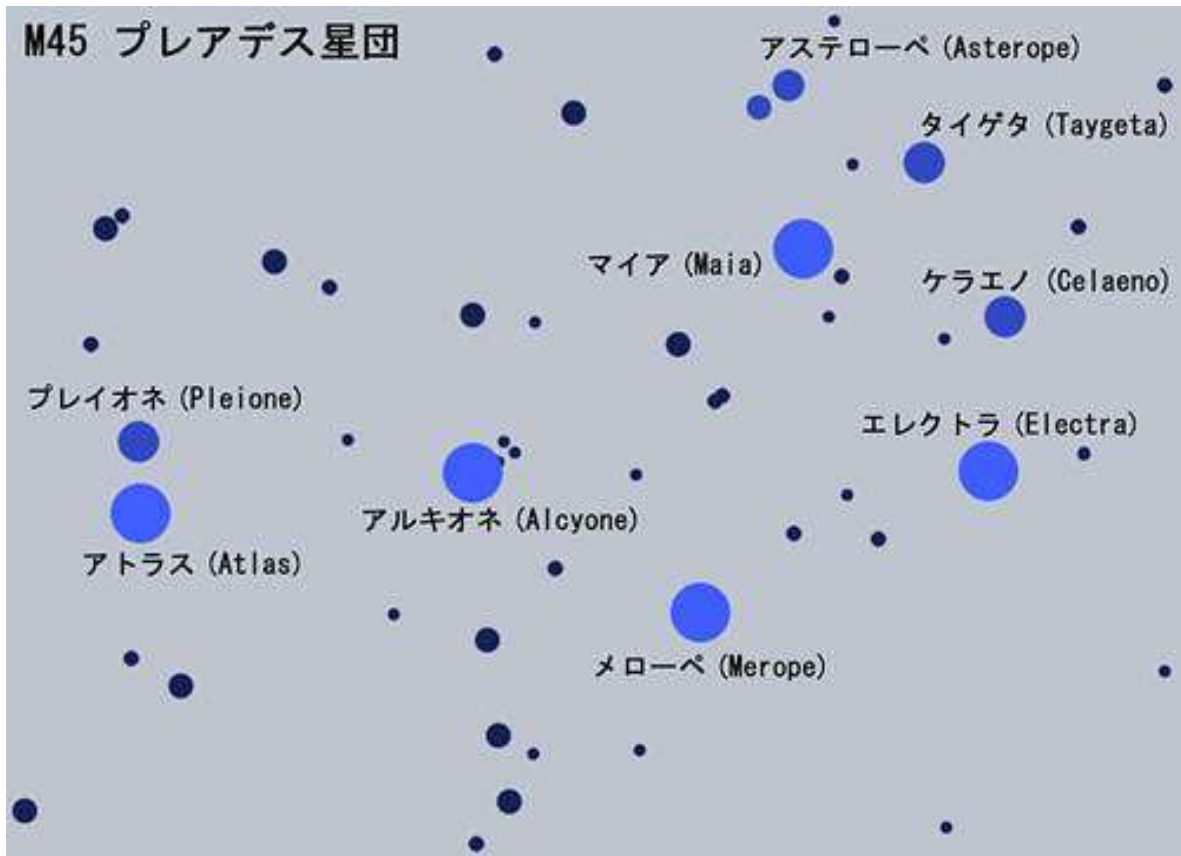 M45 プレアデス星団
アステローペ (Asterope)
タイゲタ (Taygeta)
マイア (Maia)
ケラエノ (Celaeno)
プレイオネ (Pleione)
エレクトラ (Electra)
アルキオネ (Alcyone)
アトラス (Atlas)
メローペ (Merope)